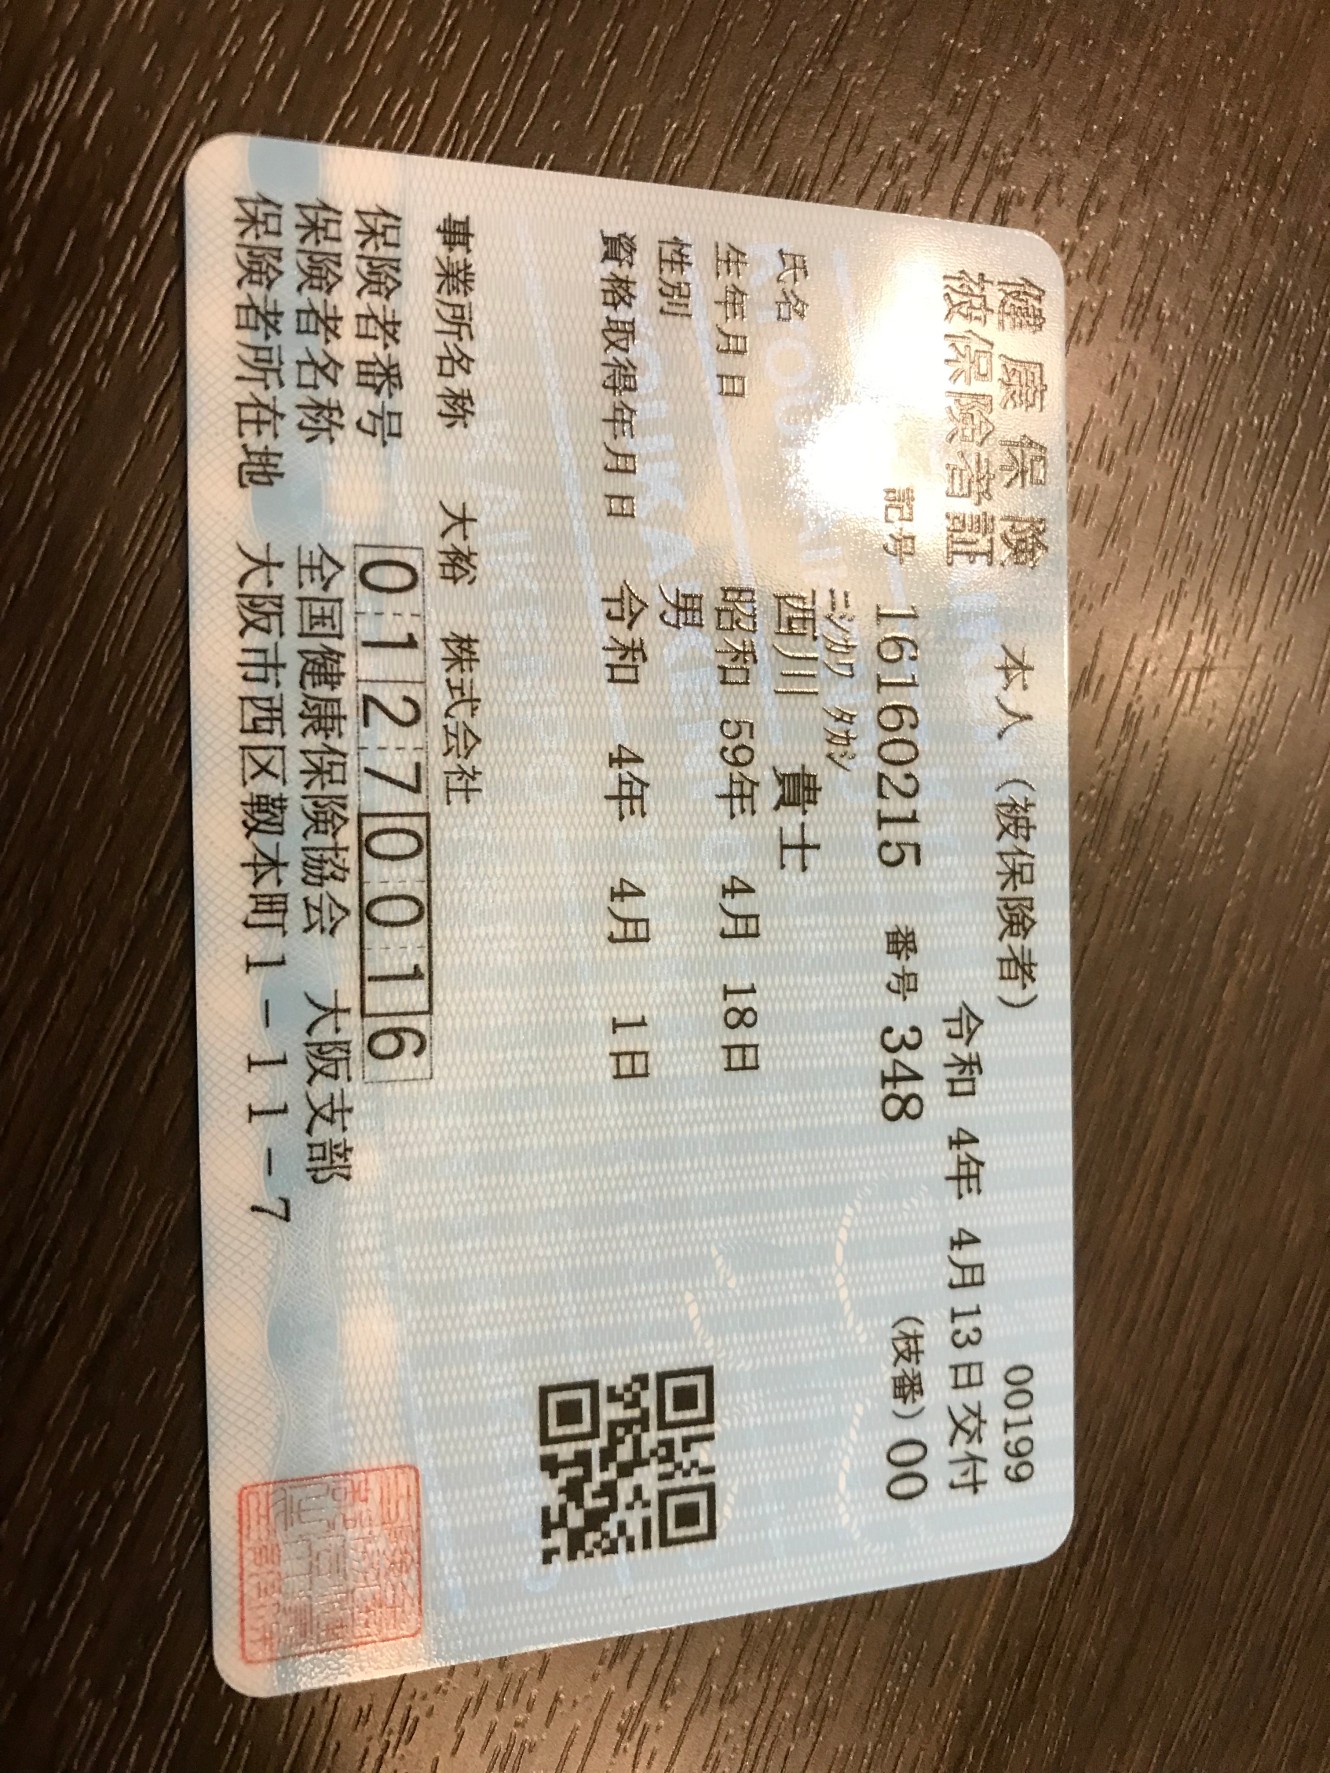 健康保険
被保険者証
本人（被保険者）
00199
令和 4年 4月13日交付
記号 16160215 番号 348 （枝番）00
ﾆｼｶﾜ ﾀｶｼ
氏名 西川 貴士
生年月日 昭和 59年 4月 18日
性別 男
資格取得年月日 令和 4年 4月 1日
事業所名称 大裕 株式会社
保険者番号 01270016
保険者名称 全国健康保険協会 大阪支部
保険者所在地 大阪市西区靱本町1-11-7